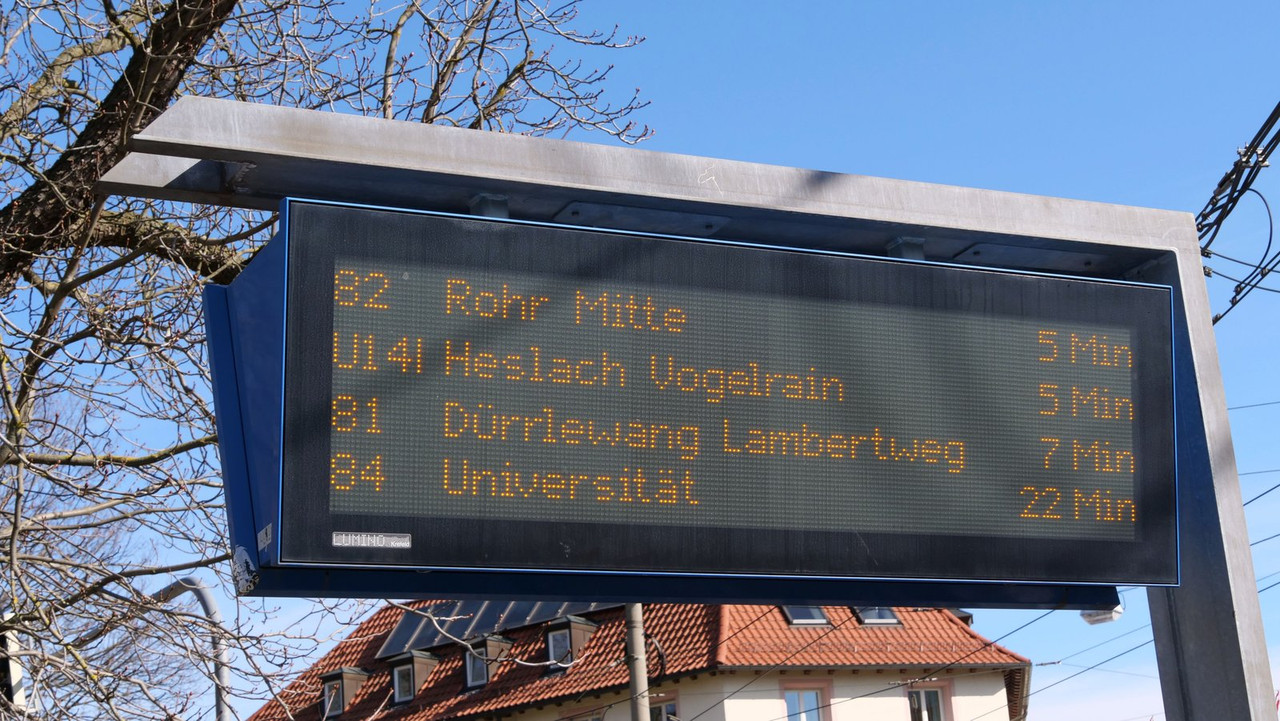 82 Rohr Mitte 5 Min
U14 Heslach Vogelrain 5 Min
81 Dürrlewang Lambertweg 7 Min
84 Universität 22 Min
LUMINO Krefeld